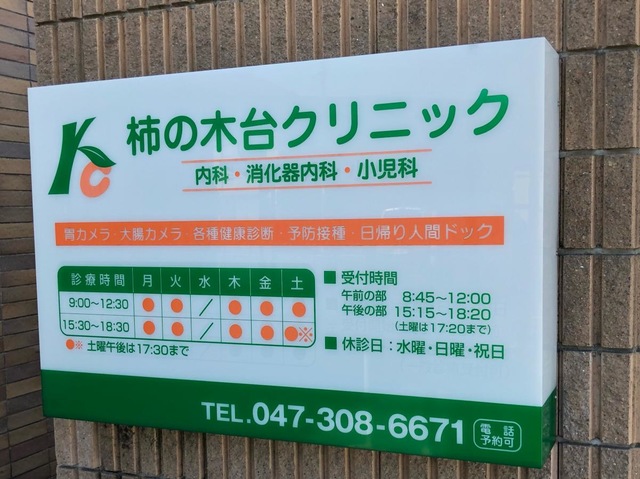 Kc 柿の木台クリニック
内科・消化器内科・小児科
胃カメラ・大腸カメラ・各種健康診断・予防接種・日帰り人間ドック
診療時間 月 火 水 木 金 土
9:00〜12:30 ● ● ／ ● ● ●
15:30〜18:30 ● ● ／ ● ● ●※
●※ 土曜午後は17:30まで
■ 受付時間
午前の部 8:45〜12:00
午後の部 15:15〜18:20
(土曜は17:20まで)
■ 休診日：水曜・日曜・祝日
TEL.047-308-6671 電話予約可